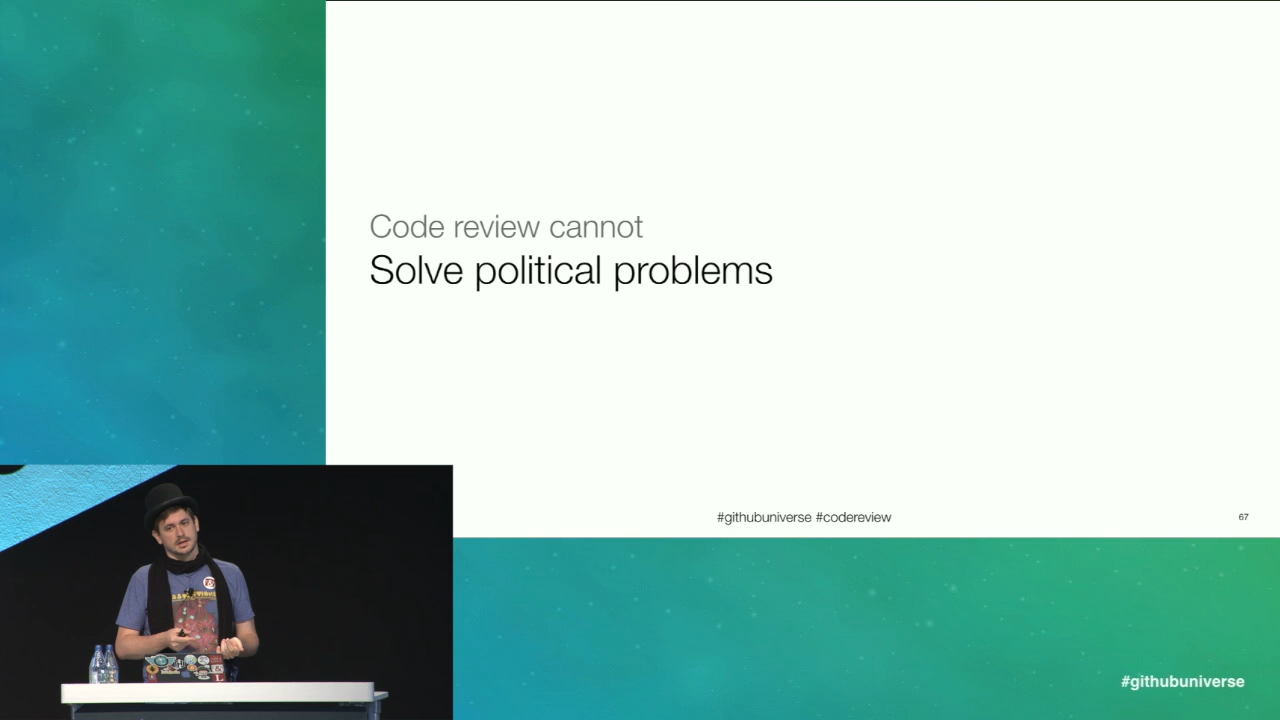 Code review cannot
Solve political problems
#githubuniverse #codereview
67
#githubuniverse